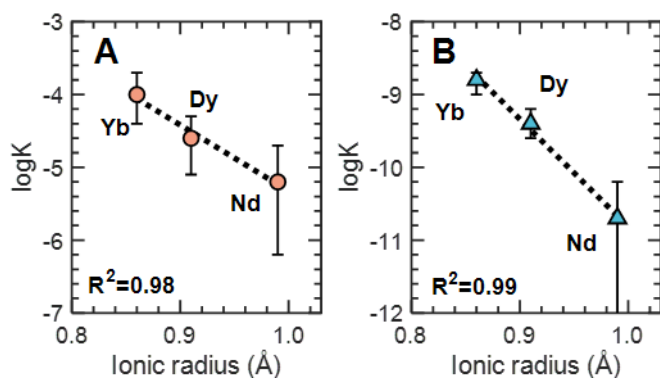 A
-3
-4
-5
-6
-7
logK
Yb
Dy
Nd
R²=0.98
0.8
0.9
1.0
Ionic radius (Å)
B
-8
-9
-10
-11
-12
logK
Yb
Dy
Nd
R²=0.99
0.8
0.9
1.0
Ionic radius (Å)